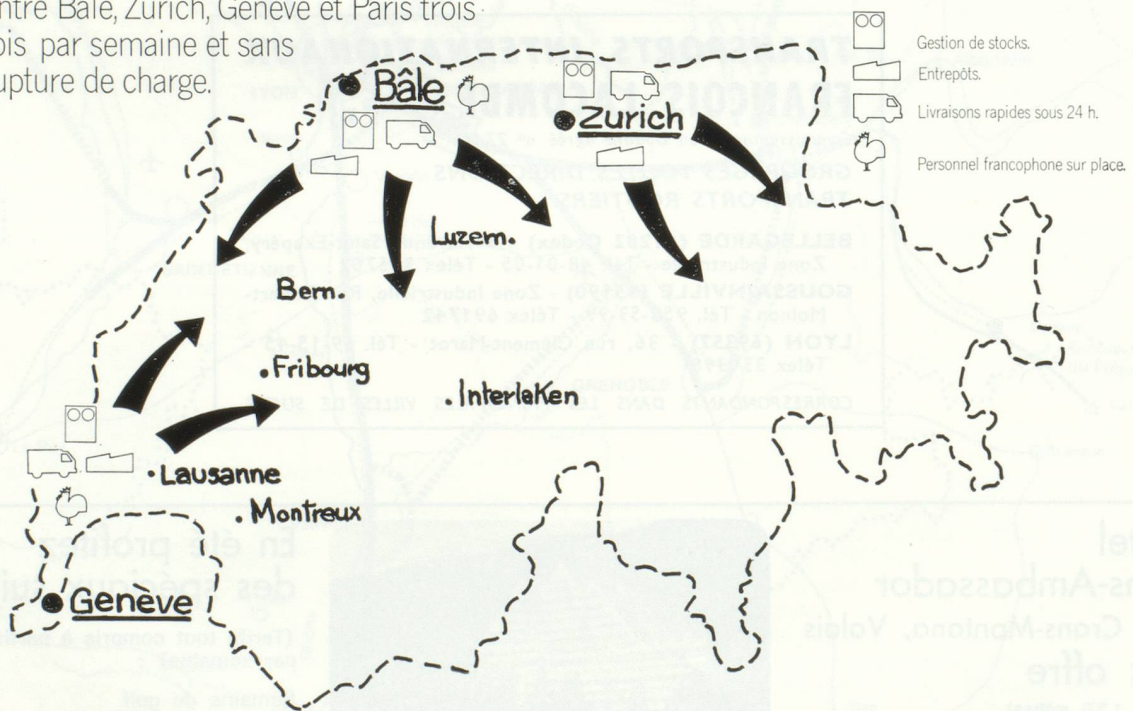 ntre Bâle, Zurich, Genève et Paris trois
ois, par semaine et sans
upture de charge.
Gestion de stocks.
Entrepôts.
Livraisons rapides sous 24 h.
Personnel francophone sur place.
Bâle
Zurich
Luzern.
Bern.
Fribourg
Interlaken
Lausanne
Montreux
Genève